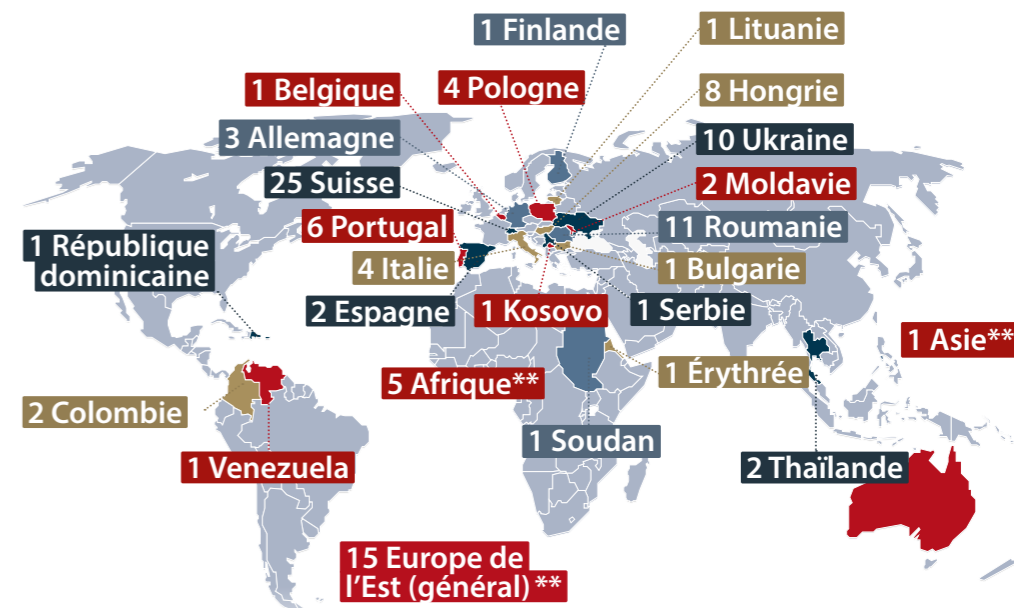 1 Finlande
1 Lituanie
1 Belgique
4 Pologne
8 Hongrie
3 Allemagne
10 Ukraine
25 Suisse
2 Moldavie
6 Portugal
11 Roumanie
1 République
dominicaine
4 Italie
1 Bulgarie
2 Espagne
1 Kosovo
1 Serbie
1 Asie**
5 Afrique**
1 Érythrée
2 Colombie
1 Soudan
1 Venezuela
2 Thaïlande
15 Europe de
l'Est (général) **